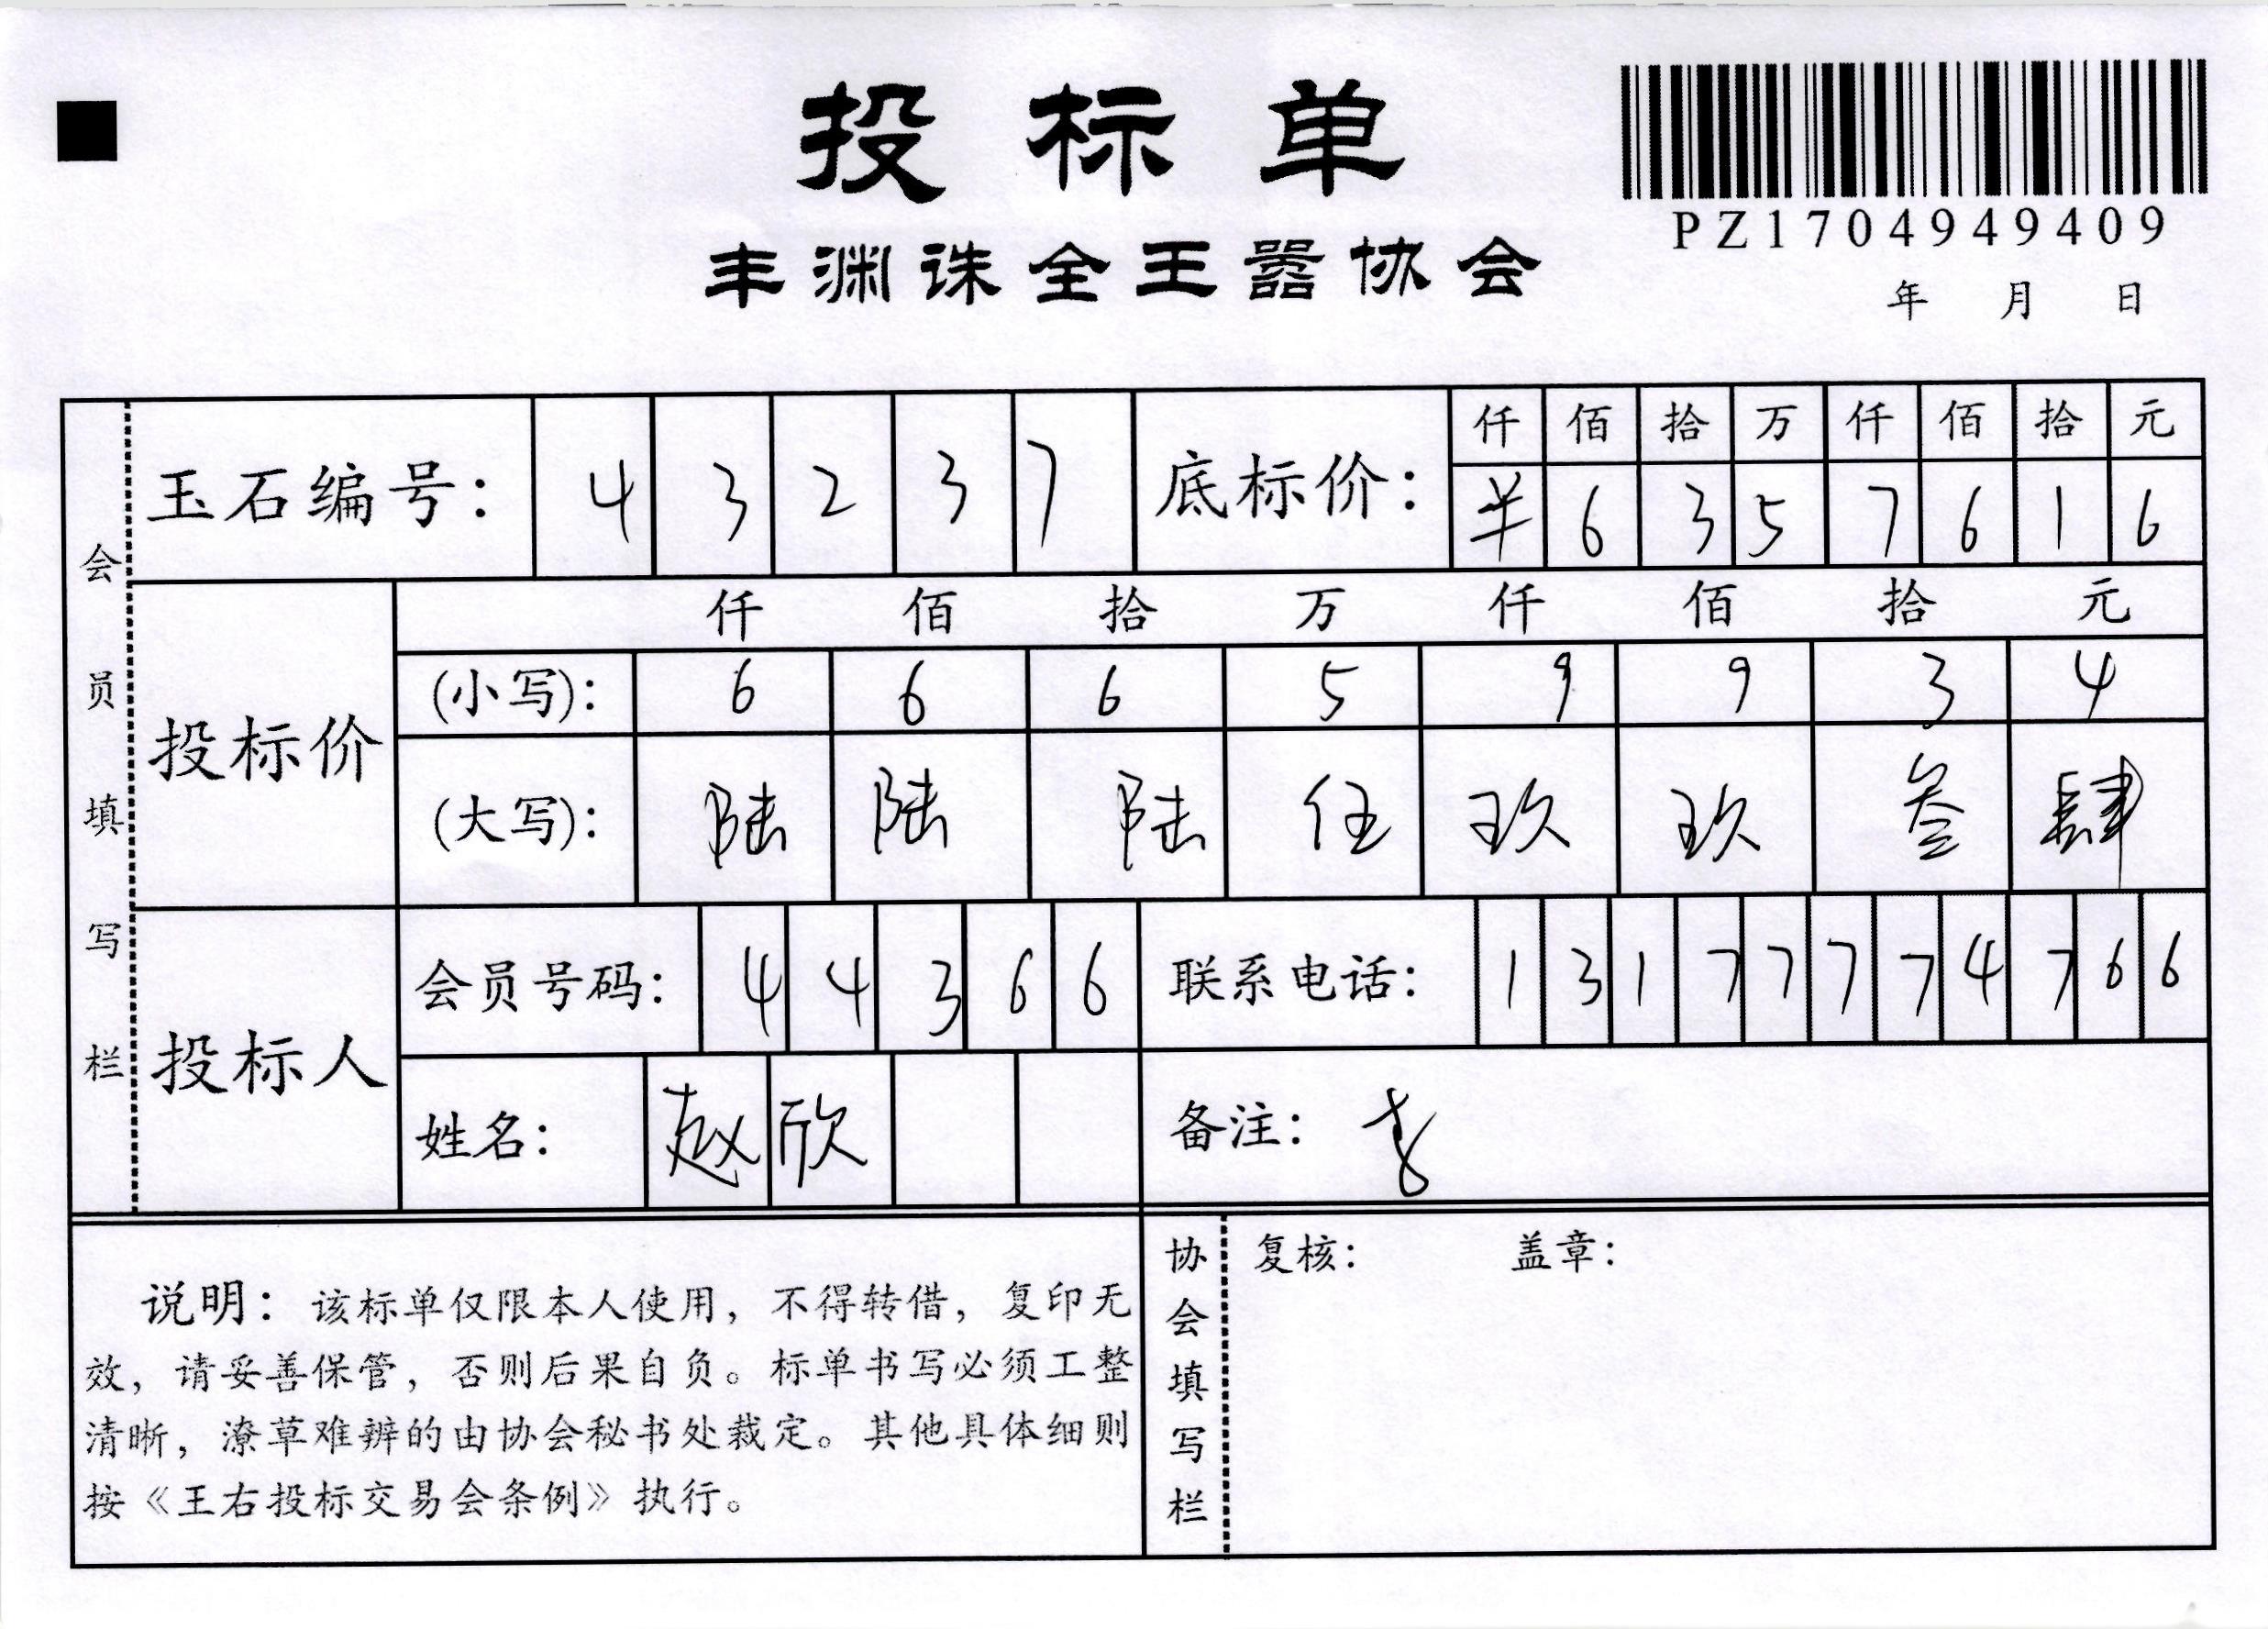 投标单
PZ1704949409
丰渊诛全王嚣协会
年 月 日
会员填写栏
玉石编号： 4 3 2 3 7
底标价： 仟 佰 拾 万 仟 佰 拾 元
¥ 6 3 5 7 6 1 6
投标价
仟 佰 拾 万 仟 佰 拾 元
(小写)： 6 6 6 5 9 9 3 4
(大写)： 陆 陆 陆 伍 玖 玖 叁 肆
投标人
会员号码： 4 4 3 6 6
联系电话： 1 3 1 7 7 7 7 4 7 6 6
姓名： 赵欣
备注：
说明：该标单仅限本人使用，不得转借，复印无
效，请妥善保管，否则后果自负。标单书写必须工整
清晰，潦草难辨的由协会秘书处裁定。其他具体细则
按《王右投标交易会条例》执行。
协会填写栏
复核： 盖章：